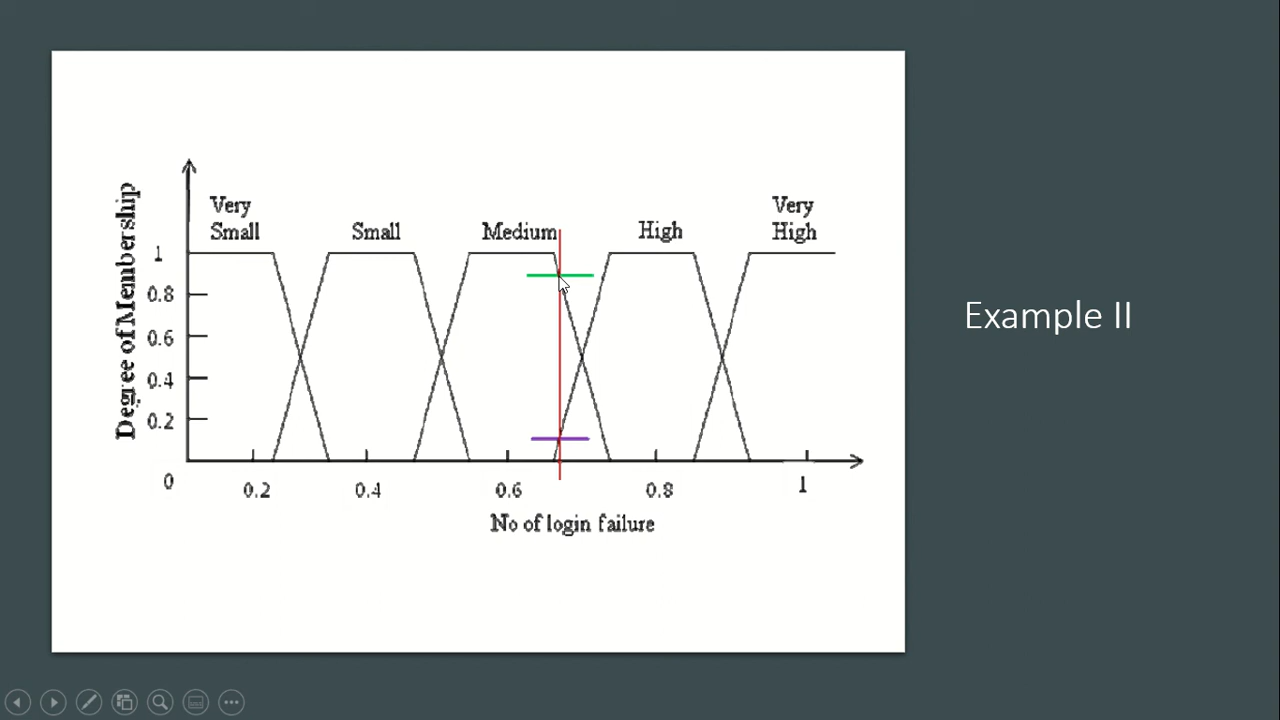 Very
Small
Small
Medium
High
Very
High
Degree of Membership
1
0.8
0.6
0.4
0.2
0
0.2
0.4
0.6
0.8
1
No of login failure
Example II